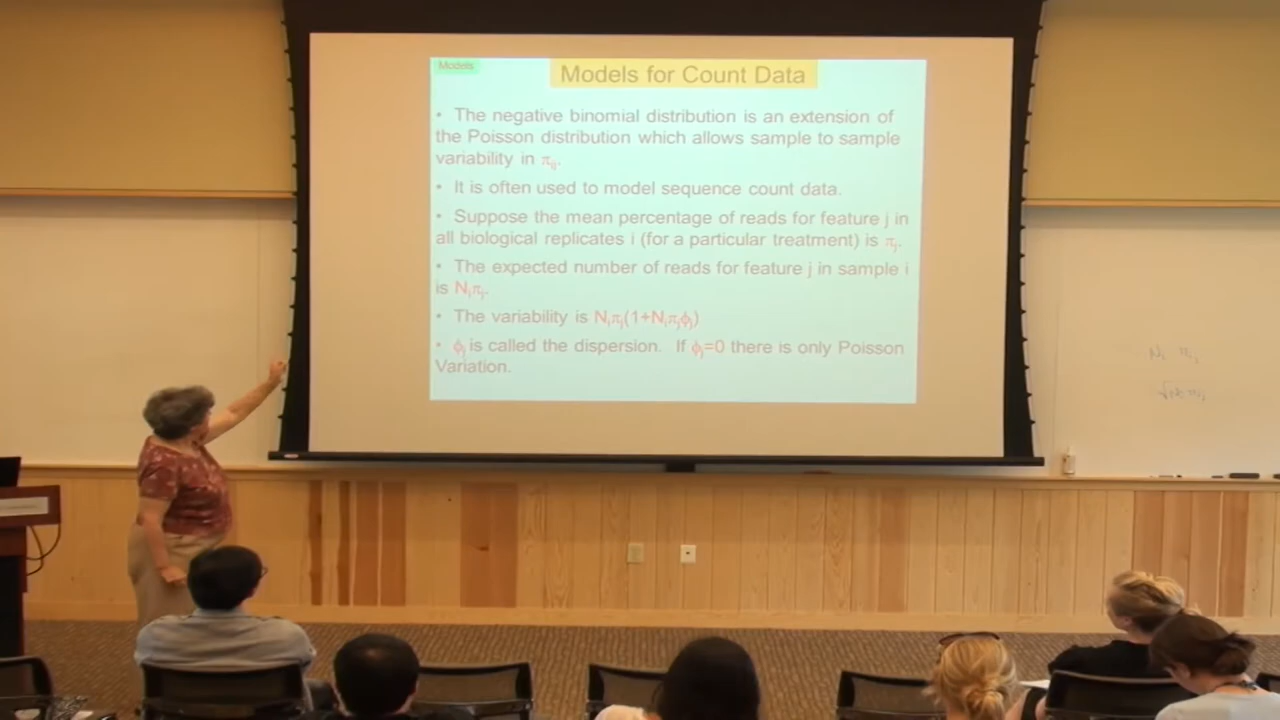 Models
Models for Count Data
• The negative binomial distribution is an extension of
the Poisson distribution which allows sample to sample
variability in πᵢⱼ.
• It is often used to model sequence count data.
• Suppose the mean percentage of reads for feature j in
all biological replicates i (for a particular treatment) is πⱼ.
• The expected number of reads for feature j in sample i
is Nᵢπⱼ.
• The variability is Nᵢπⱼ(1+Nᵢπⱼϕⱼ)
• ϕⱼ is called the dispersion. If ϕⱼ=0 there is only Poisson
Variation.
Nᵢ πᵢⱼ